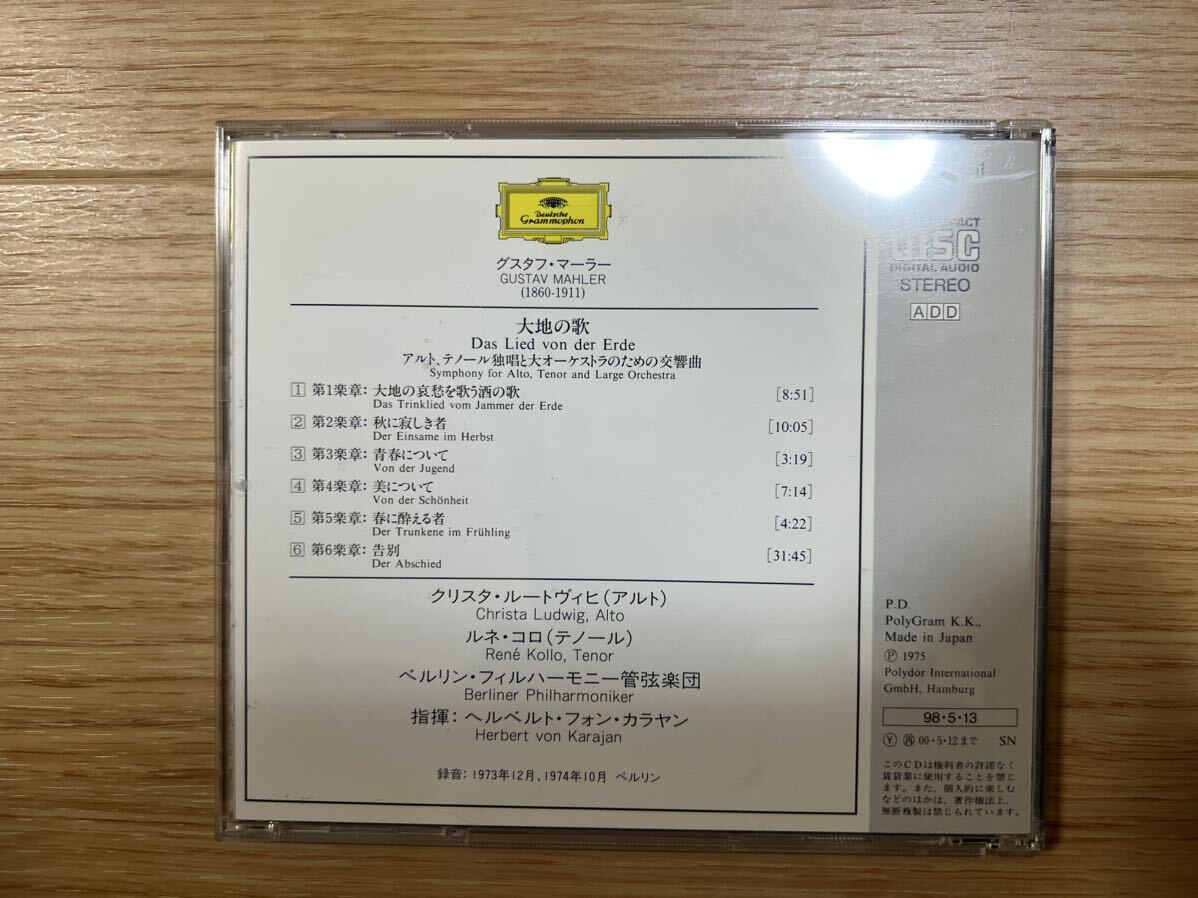 Deutsche
Grammophon
グスタフ・マーラー
GUSTAV MAHLER
(1860-1911)
大地の歌
Das Lied von der Erde
アルト、テノール独唱と大オーケストラのための交響曲
Symphony for Alto, Tenor and Large Orchestra
1 第1楽章: 大地の哀愁を歌う酒の歌 [8:51]
Das Trinklied vom Jammer der Erde
2 第2楽章: 秋に寂しき者 [10:05]
Der Einsame im Herbst
3 第3楽章: 青春について [3:19]
Von der Jugend
4 第4楽章: 美について [7:14]
Von der Schönheit
5 第5楽章: 春に酔える者 [4:22]
Der Trunkene im Frühling
6 第6楽章: 告別 [31:45]
Der Abschied
クリスタ・ルートヴィヒ(アルト)
Christa Ludwig, Alto
ルネ・コロ(テノール)
René Kollo, Tenor
ベルリン・フィルハーモニー管弦楽団
Berliner Philharmoniker
指揮: ヘルベルト・フォン・カラヤン
Herbert von Karajan
録音: 1973年12月、1974年10月 ベルリン
DISC
DIGITAL AUDIO
STEREO
ADD
P.D.
PolyGram K.K.,
Made in Japan
Ⓟ 1975
Polydor International
GmbH, Hamburg
98・5・13
Ⓨ 再 00・5・12まで SN
このCDは権利者の許諾なく
賃貸業に使用することを禁じ
ます。また、個人的に楽しむ
などのほかは、著作権法上、
無断複製は禁じられています。